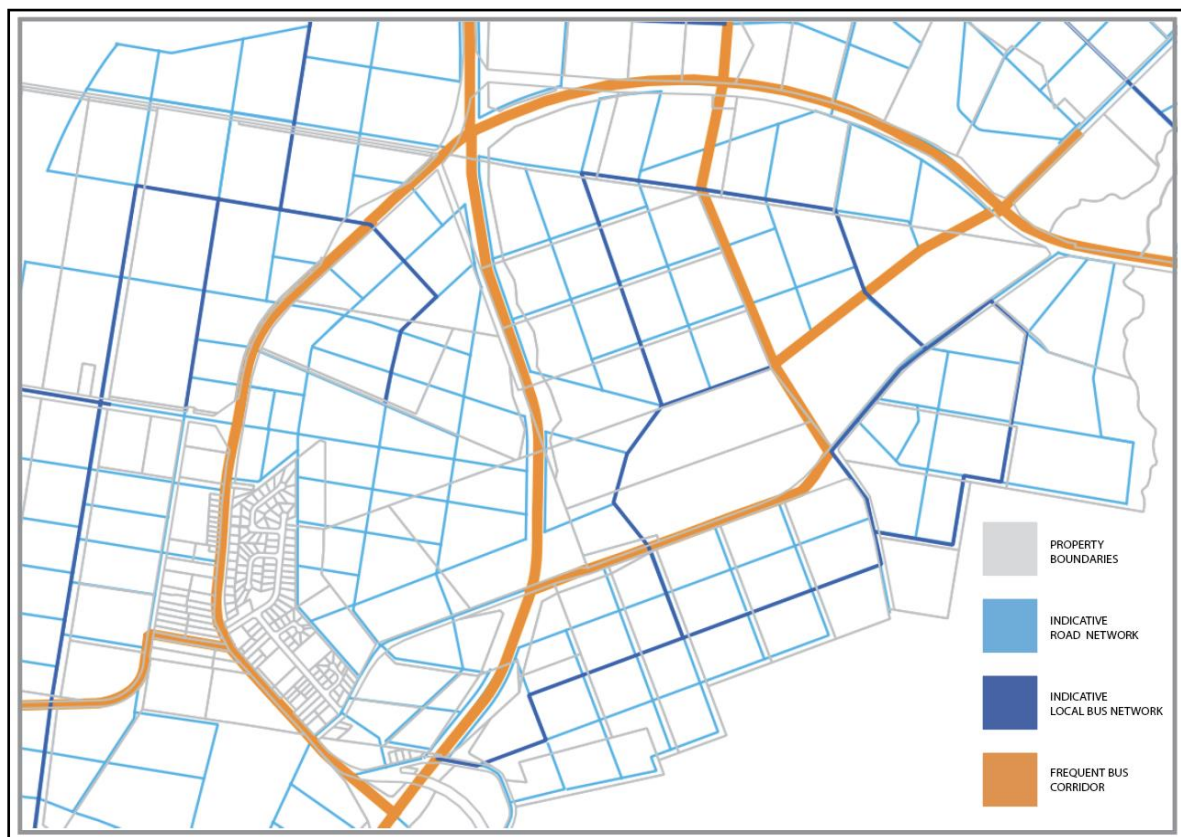 PROPERTY
BOUNDARIES
INDICATIVE
ROAD NETWORK
INDICATIVE
LOCAL BUS NETWORK
FREQUENT BUS
CORRIDOR